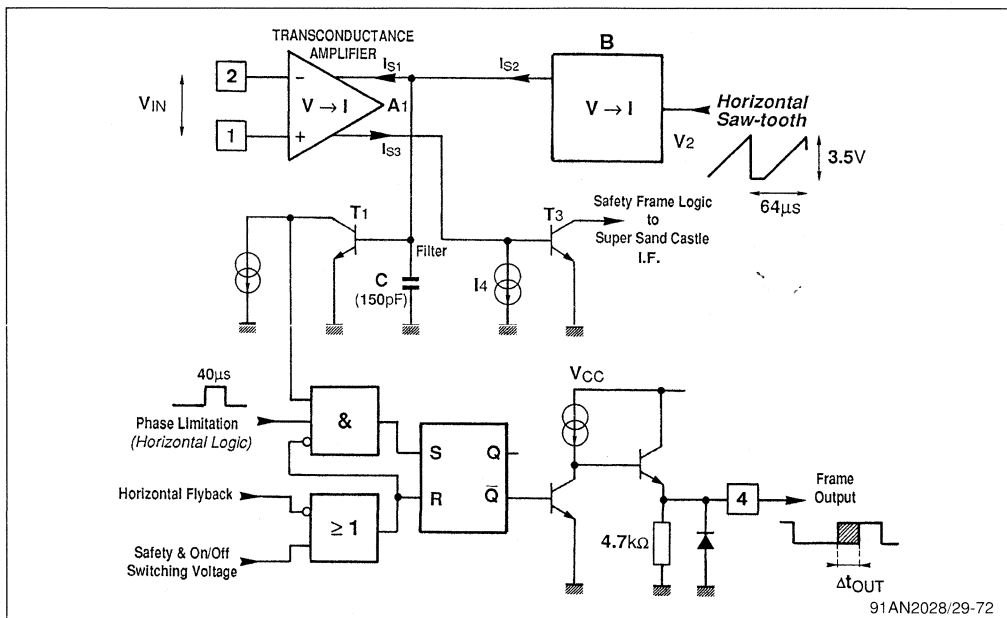 TRANSCONDUCTANCE
AMPLIFIER
B
2
IS1
IS2
VIN
V → I
A1
V → I
Horizontal
Saw-tooth
1
+
IS3
V2
3.5V
64µs
T1
T3
Safety Frame Logic
to
Super Sand Castle
I.F.
Filter
C
(150pF)
I4
40µs
VCC
Phase Limitation
(Horizontal Logic)
&
S
Q
Horizontal Flyback
R
Q̅
4
Frame
Output
≥ 1
4.7kΩ
Safety & On/Off
Switching Voltage
ΔtOUT
91AN2028/29-72